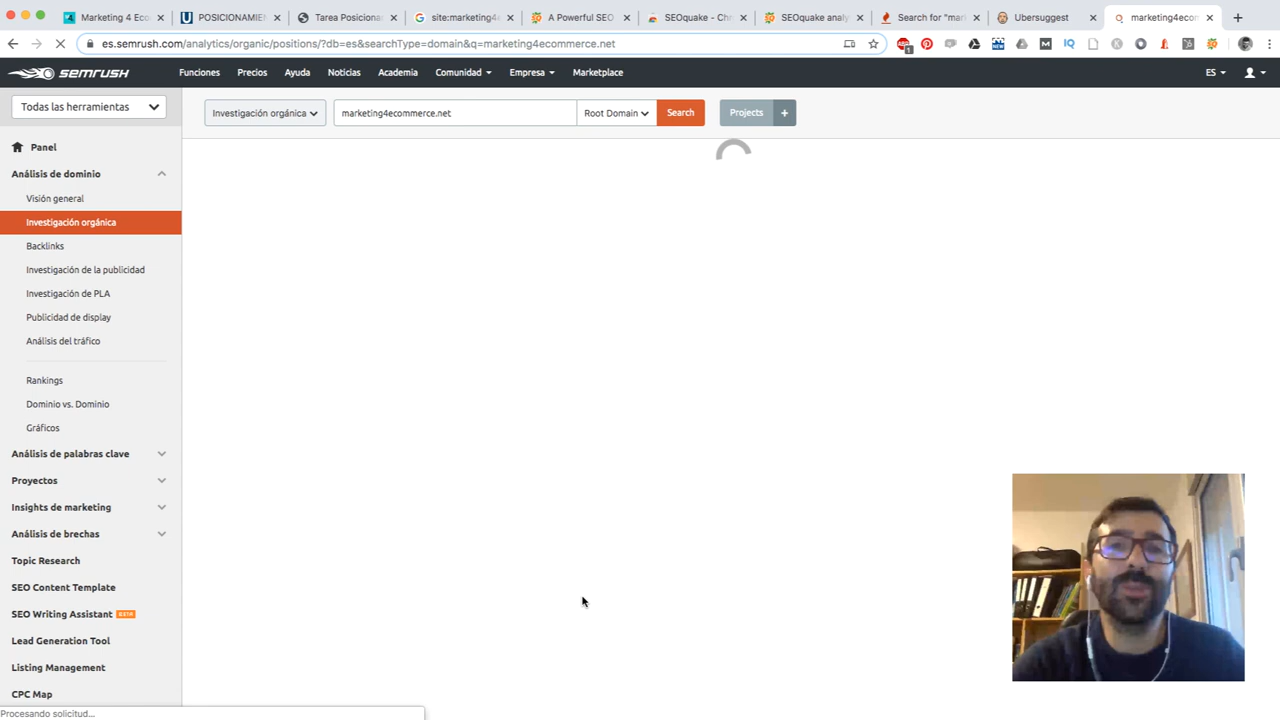 Marketing 4 Eco
POSICIONAMIEN
Tarea Posiciona
site:marketing4
A Powerful SEO
SEOquake - Chr
SEOquake analy
Search for "mar
Ubersuggest
marketing4ecom
es.semrush.com/analytics/organic/positions/?db=es&searchType=domain&q=marketing4ecommerce.net
SEMRUSH
Funciones
Precios
Ayuda
Noticias
Academia
Comunidad
Empresa
Marketplace
ES
Todas las herramientas
Investigación orgánica
marketing4ecommerce.net
Root Domain
Search
Projects
+
Panel
Análisis de dominio
Visión general
Investigación orgánica
Backlinks
Investigación de la publicidad
Investigación de PLA
Publicidad de display
Análisis del tráfico
Rankings
Dominio vs. Dominio
Gráficos
Análisis de palabras clave
Proyectos
Insights de marketing
Análisis de brechas
Topic Research
SEO Content Template
SEO Writing Assistant BETA
Lead Generation Tool
Listing Management
CPC Map
Procesando solicitud...